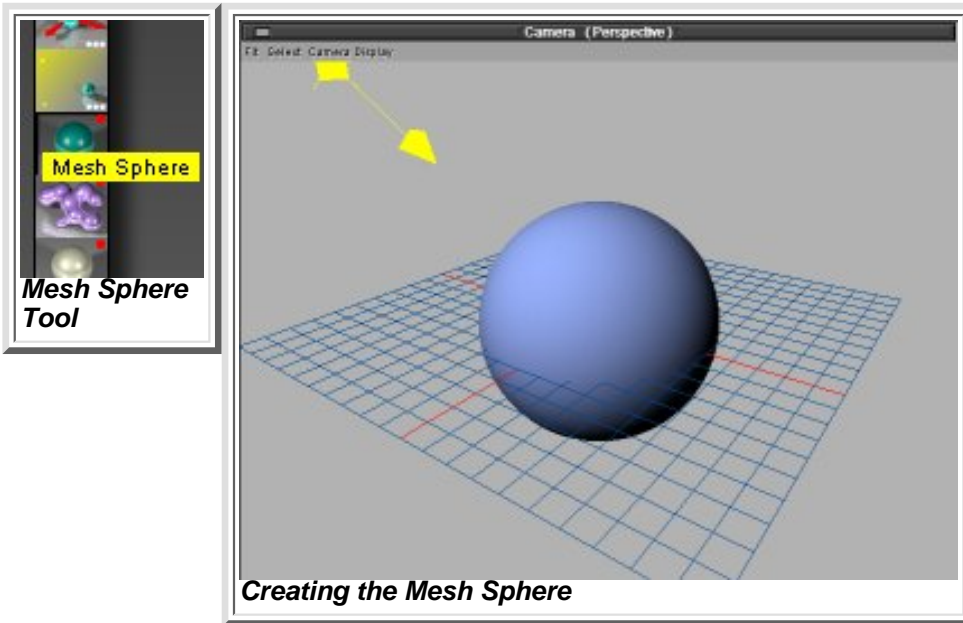 Mesh Sphere
Mesh Sphere
Tool
Camera (Perspective)
Fit Select Camera Display
Creating the Mesh Sphere